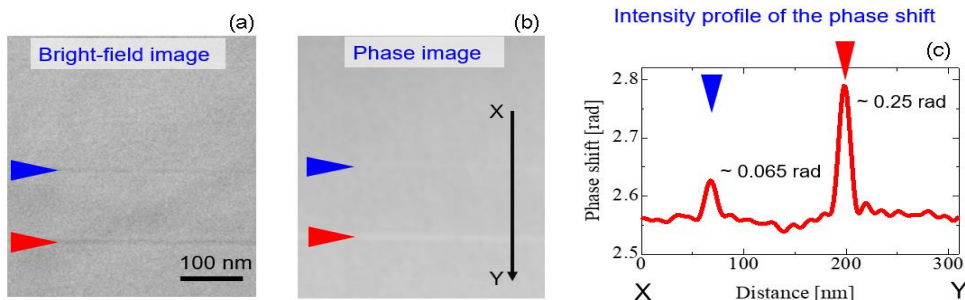 (a)
Bright-field image
100 nm
(b)
Phase image
X
Y
Intensity profile of the phase shift
(c)
2.8
2.7
2.6
2.5
Phase shift [rad]
~ 0.065 rad
~ 0.25 rad
0
100
200
300
X
Distance [nm]
Y